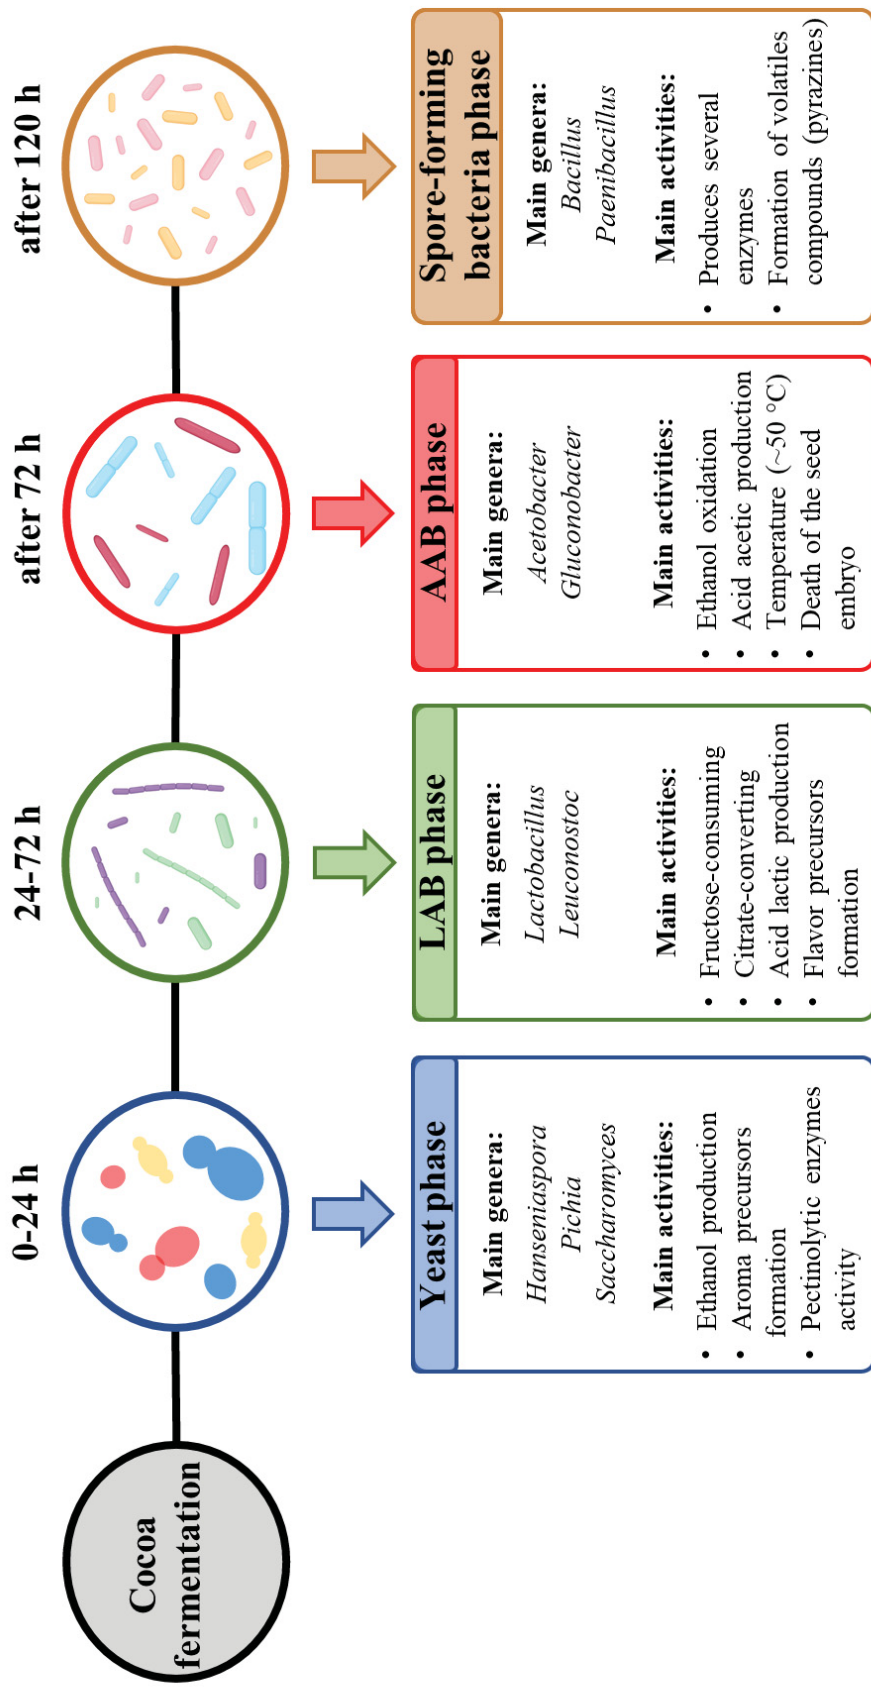 Cocoa
fermentation
0-24 h
Yeast phase
Main genera:
Hanseniaspora
Pichia
Saccharomyces
Main activities:
• Ethanol production
• Aroma precursors
formation
• Pectinolytic enzymes
activity
24-72 h
LAB phase
Main genera:
Lactobacillus
Leuconostoc
Main activities:
• Fructose-consuming
• Citrate-converting
• Acid lactic production
• Flavor precursors
formation
after 72 h
AAB phase
Main genera:
Acetobacter
Gluconobacter
Main activities:
• Ethanol oxidation
• Acid acetic production
• Temperature (~50 °C)
• Death of the seed
embryo
after 120 h
Spore-forming
bacteria phase
Main genera:
Bacillus
Paenibacillus
Main activities:
• Produces several
enzymes
• Formation of volatiles
compounds (pyrazines)